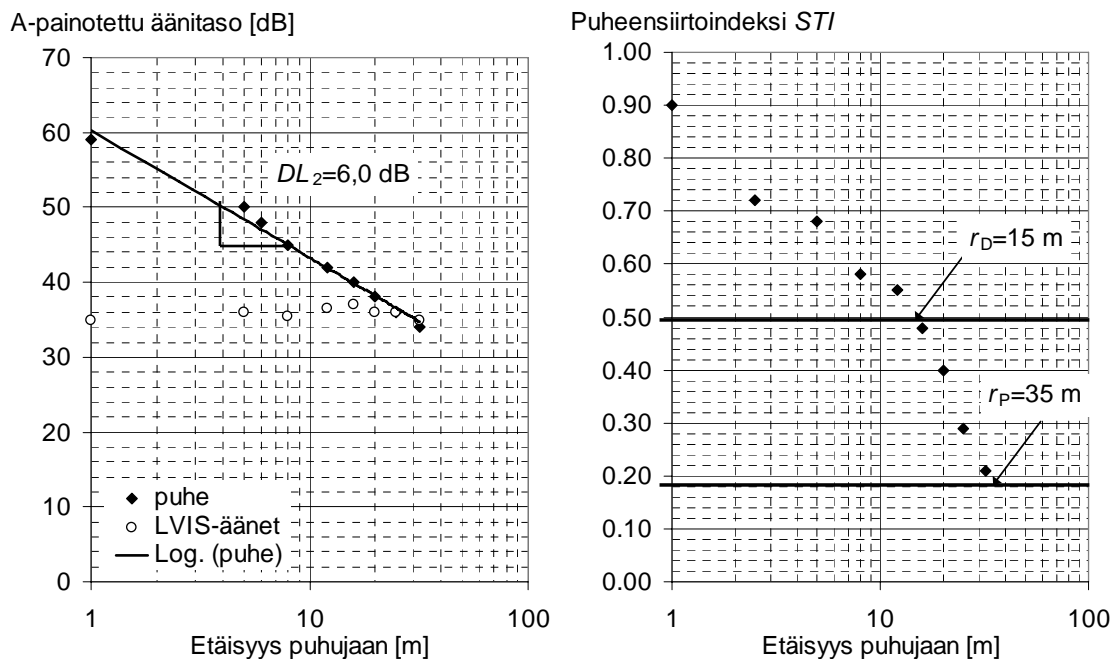 A-painotettu äänitaso [dB]
70
60
50
40
30
20
10
0
DL2=6,0 dB
puhe
LVIS-äänet
Log. (puhe)
1
10
100
Etäisyys puhujaan [m]
Puheensiirtoindeksi STI
1.00
0.90
0.80
0.70
0.60
0.50
0.40
0.30
0.20
0.10
0.00
rD=15 m
rP=35 m
1
10
100
Etäisyys puhujaan [m]